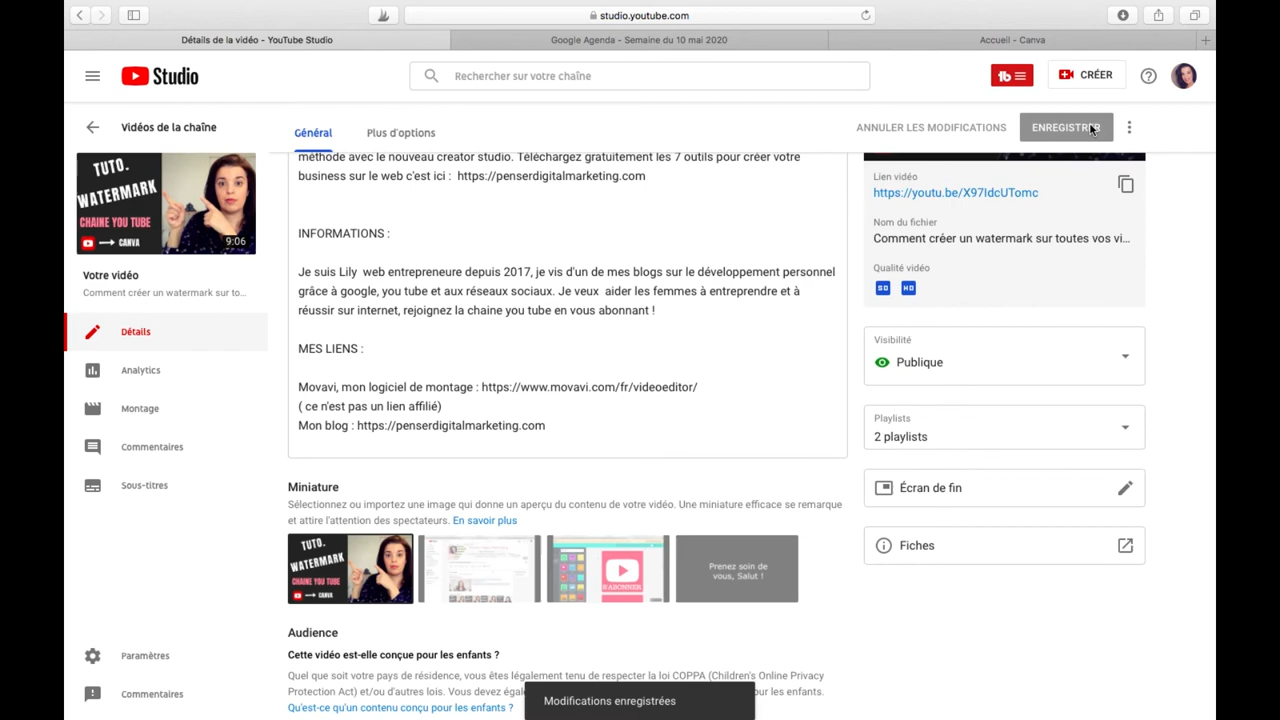 studio.youtube.com
Détails de la vidéo - YouTube Studio
Google Agenda - Semaine du 10 mai 2020
Accueil - Canva
Studio
Rechercher sur votre chaîne
CRÉER
Vidéos de la chaîne
Général
Plus d'options
ANNULER LES MODIFICATIONS
ENREGISTRER
TUTO.
WATERMARK
CHAINE YOU TUBE
CANVA
9:06
Votre vidéo
Comment créer un watermark sur to...
Détails
Analytics
Montage
Commentaires
Sous-titres
Paramètres
Commentaires
méthode avec le nouveau creator studio. Téléchargez gratuitement les 7 outils pour créer votre
business sur le web c'est ici :  https://penserdigitalmarketing.com
INFORMATIONS :
Je suis Lily  web entrepreneure depuis 2017, je vis d'un de mes blogs sur le développement personnel
grâce à google, you tube et aux réseaux sociaux. Je veux  aider les femmes à entreprendre et à
réussir sur internet, rejoignez la chaine you tube en vous abonnant !
MES LIENS :
Movavi, mon logiciel de montage : https://www.movavi.com/fr/videoeditor/
( ce n'est pas un lien affilié)
Mon blog : https://penserdigitalmarketing.com
Miniature
Sélectionnez ou importez une image qui donne un aperçu du contenu de votre vidéo. Une miniature efficace se remarque
et attire l'attention des spectateurs. En savoir plus
TUTO.
WATERMARK
CHAINE YOU TUBE
CANVA
S'ABONNER
Prenez soin de
vous, Salut !
Audience
Cette vidéo est-elle conçue pour les enfants ?
Quel que soit votre pays de résidence, vous êtes légalement tenu de respecter la loi COPPA (Children's Online Privacy
Protection Act) et/ou d'autres lois. Vous devez
pour les enfants.
Qu'est-ce qu'un contenu conçu pour les enfants ?
Modifications enregistrées
Lien vidéo
https://youtu.be/X97IdcUTomc
Nom du fichier
Comment créer un watermark sur toutes vos vi...
Qualité vidéo
SD
HD
Visibilité
Publique
Playlists
2 playlists
Écran de fin
Fiches